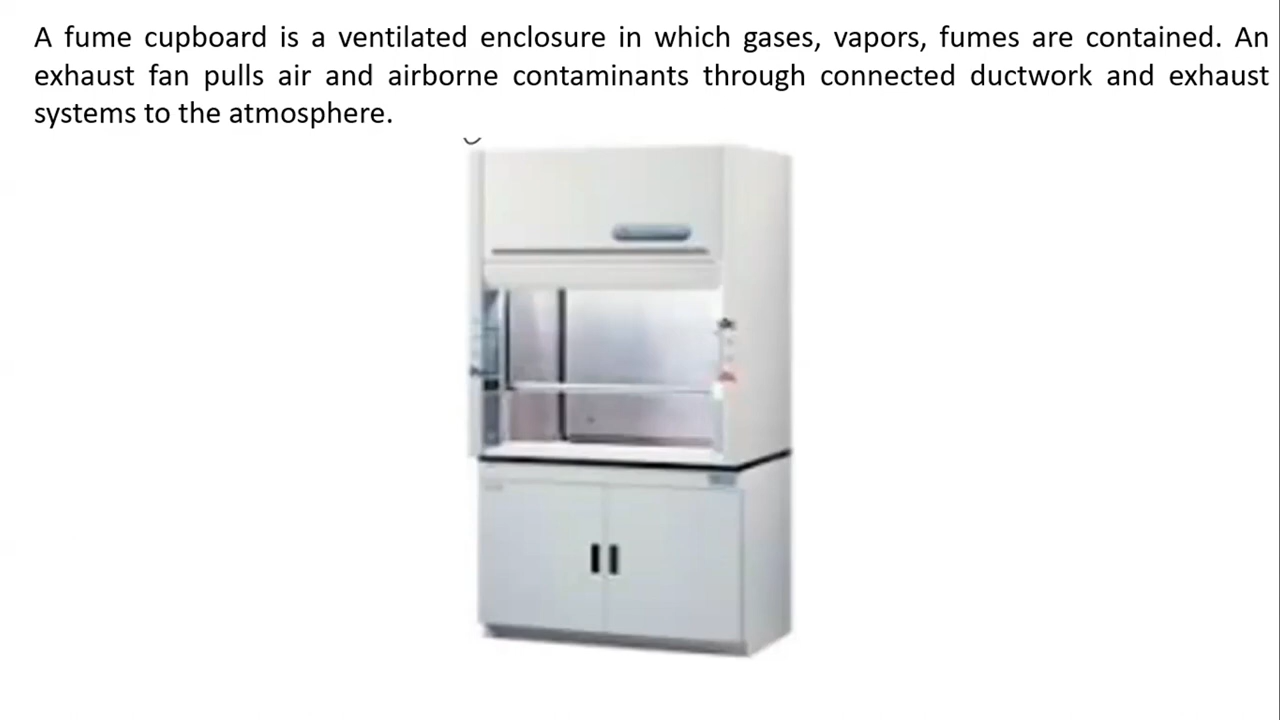 A fume cupboard is a ventilated enclosure in which gases, vapors, fumes are contained. An
exhaust fan pulls air and airborne contaminants through connected ductwork and exhaust
systems to the atmosphere.